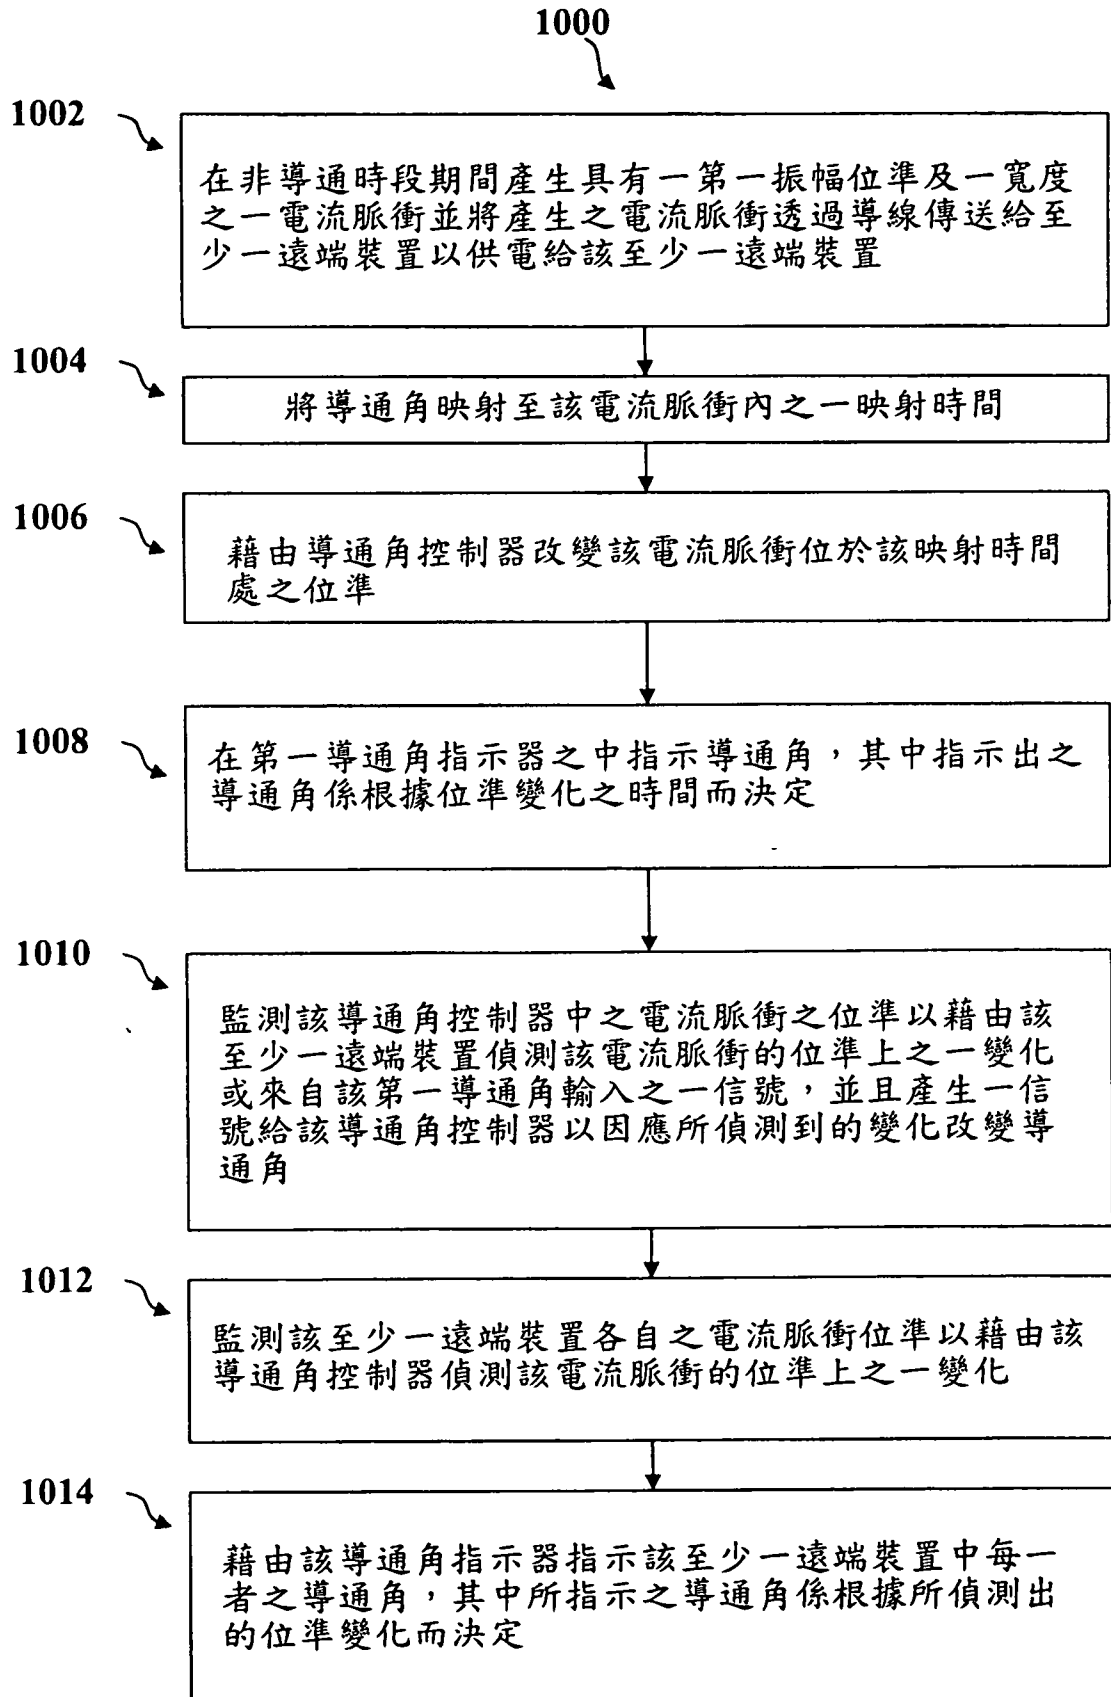 1000
1002
在非導通時段期間產生具有一第一振幅位準及一寬度
之一電流脈衝並將產生之電流脈衝透過導線傳送給至
少一遠端裝置以供電給該至少一遠端裝置
1004
將導通角映射至該電流脈衝內之一映射時間
1006
藉由導通角控制器改變該電流脈衝位於該映射時間
處之位準
1008
在第一導通角指示器之中指示導通角，其中指示出之
導通角係根據位準變化之時間而決定
1010
監測該導通角控制器中之電流脈衝之位準以藉由該
至少一遠端裝置偵測該電流脈衝的位準上之一變化
或來自該第一導通角輸入之一信號，並且產生一信
號給該導通角控制器以因應所偵測到的變化改變導
通角
1012
監測該至少一遠端裝置各自之電流脈衝位準以藉由該
導通角控制器偵測該電流脈衝的位準上之一變化
1014
藉由該導通角指示器指示該至少一遠端裝置中每一
者之導通角，其中所指示之導通角係根據所偵測出
的位準變化而決定